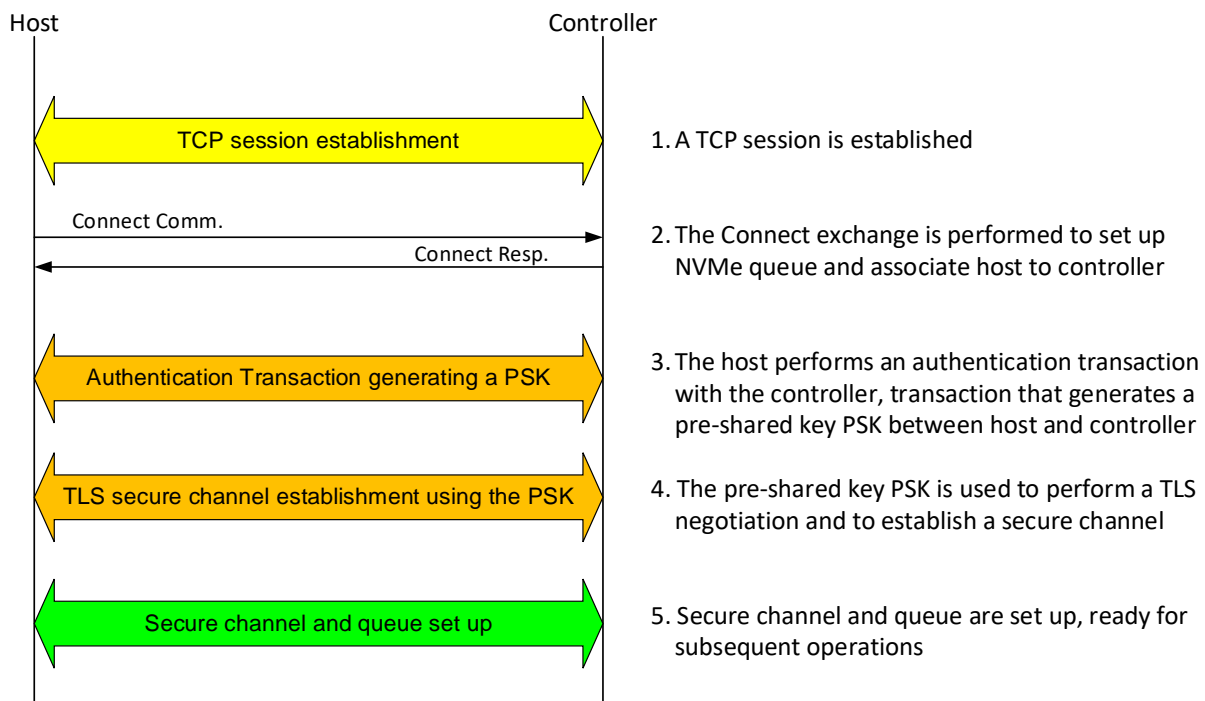 Host
Controller
TCP session establishment
1. A TCP session is established
Connect Comm.
Connect Resp.
2. The Connect exchange is performed to set up
NVMe queue and associate host to controller
Authentication Transaction generating a PSK
3. The host performs an authentication transaction
with the controller, transaction that generates a
pre-shared key PSK between host and controller
TLS secure channel establishment using the PSK
4. The pre-shared key PSK is used to perform a TLS
negotiation and to establish a secure channel
Secure channel and queue set up
5. Secure channel and queue are set up, ready for
subsequent operations